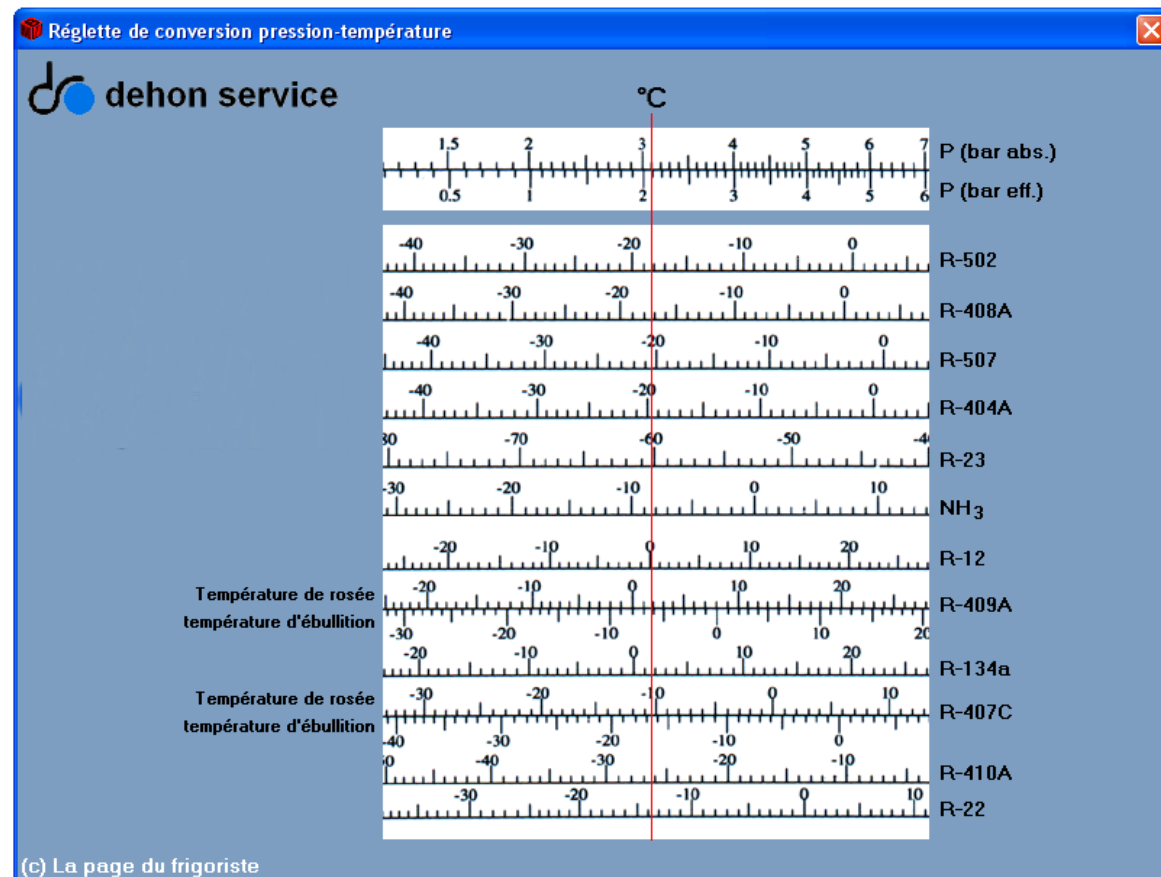 Réglette de conversion pression-température
dehon service
°C
1.5 2 3 4 5 6 7 P (bar abs.)
0.5 1 2 3 4 5 6 P (bar eff.)
-40 -30 -20 -10 0 R-502
-40 -30 -20 -10 0 R-408A
-40 -30 -20 -10 0 R-507
-40 -30 -20 -10 0 R-404A
80 -70 -60 -50 -40 R-23
-30 -20 -10 0 10 NH3
-20 -10 0 10 20 R-12
Température de rosée -20 -10 0 10 20 R-409A
température d'ébullition -30 -20 -10 0 10 20
-20 -10 0 10 20 R-134a
Température de rosée -30 -20 -10 0 10 R-407C
température d'ébullition -40 -30 -20 -10 0
0 -40 -30 -20 -10 R-410A
-30 -20 -10 0 10 R-22
(c) La page du frigoriste